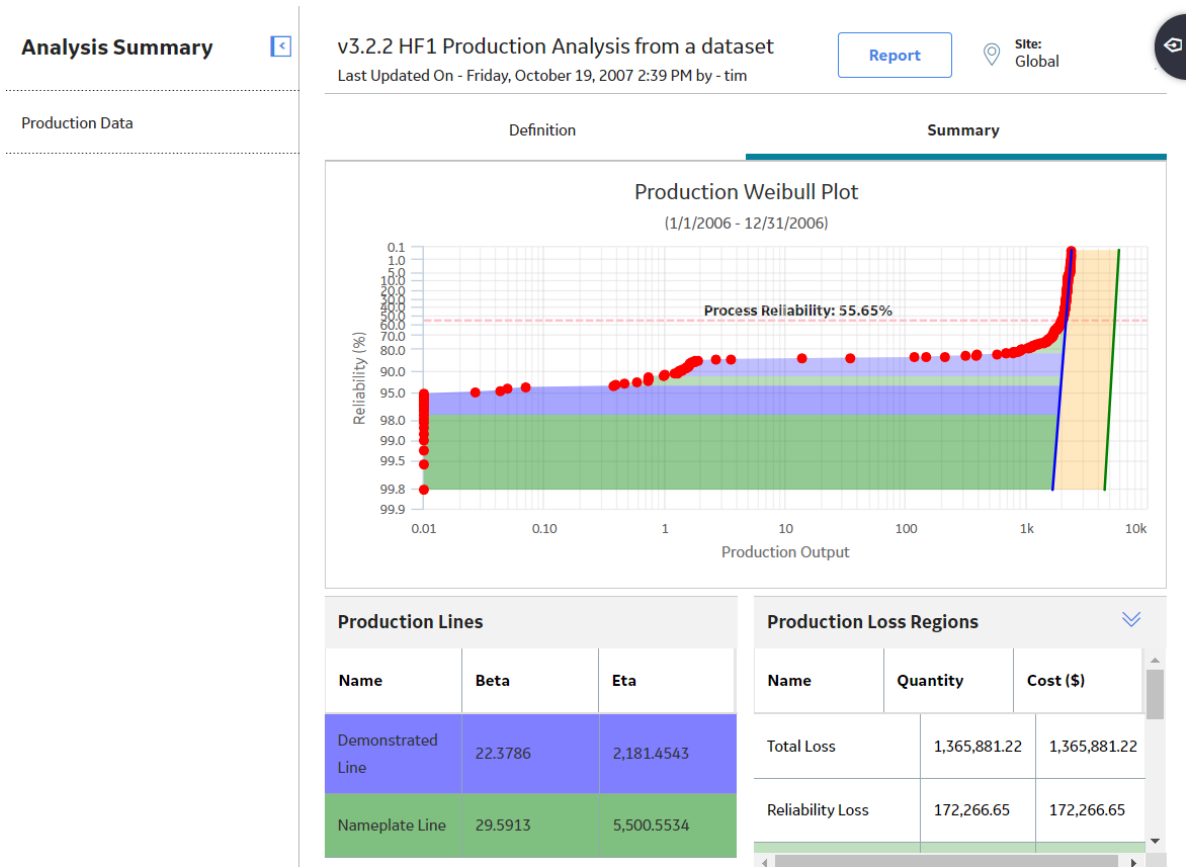 Analysis Summary
Production Data
v3.2.2 HF1 Production Analysis from a dataset
Last Updated On - Friday, October 19, 2007 2:39 PM by - tim
Report
Site:
Global
Definition
Summary
Production Weibull Plot
(1/1/2006 - 12/31/2006)
Reliability (%)
0.1
1.0
5.0
10.0
20.0
30.0
40.0
50.0
60.0
70.0
80.0
90.0
95.0
98.0
99.0
99.5
99.8
99.9
Process Reliability: 55.65%
0.01 0.10 1 10 100 1k 10k
Production Output
Production Lines
Name Beta Eta
Demonstrated
Line
22.3786 2,181.4543
Nameplate Line 29.5913 5,500.5534
Production Loss Regions
Name Quantity Cost ($)
Total Loss 1,365,881.22 1,365,881.22
Reliability Loss 172,266.65 172,266.65